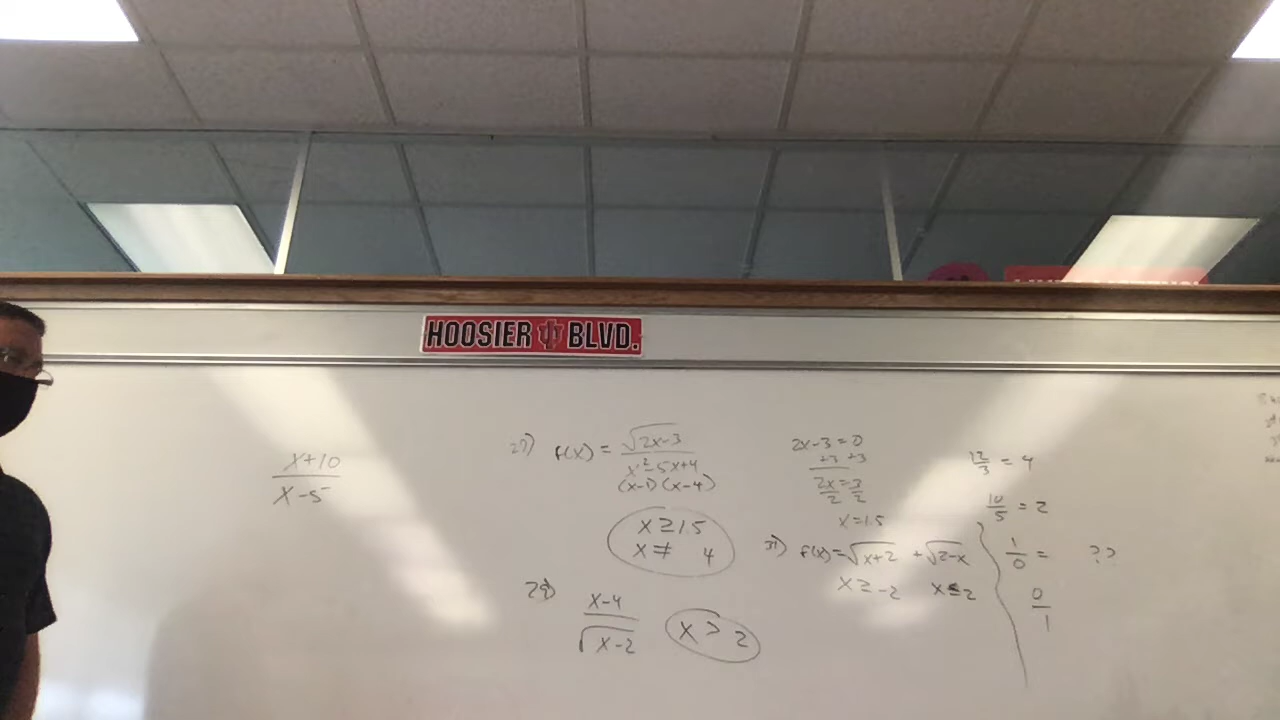 HOOSIER BLVD.
x+10
x-5
27) f(x) = √2x-3
x²-5x+4
(x-1)(x-4)
x≥1.5
x≠ 4
29) x-4
√x-2
x > 2
2x-3=0
+3 +3
2x=3
2 2
x=1.5
31) f(x)=√x+2 +√2-x
x≥-2 x≤2
12/3 = 4
10/5 = 2
1/0 = ??
0/1